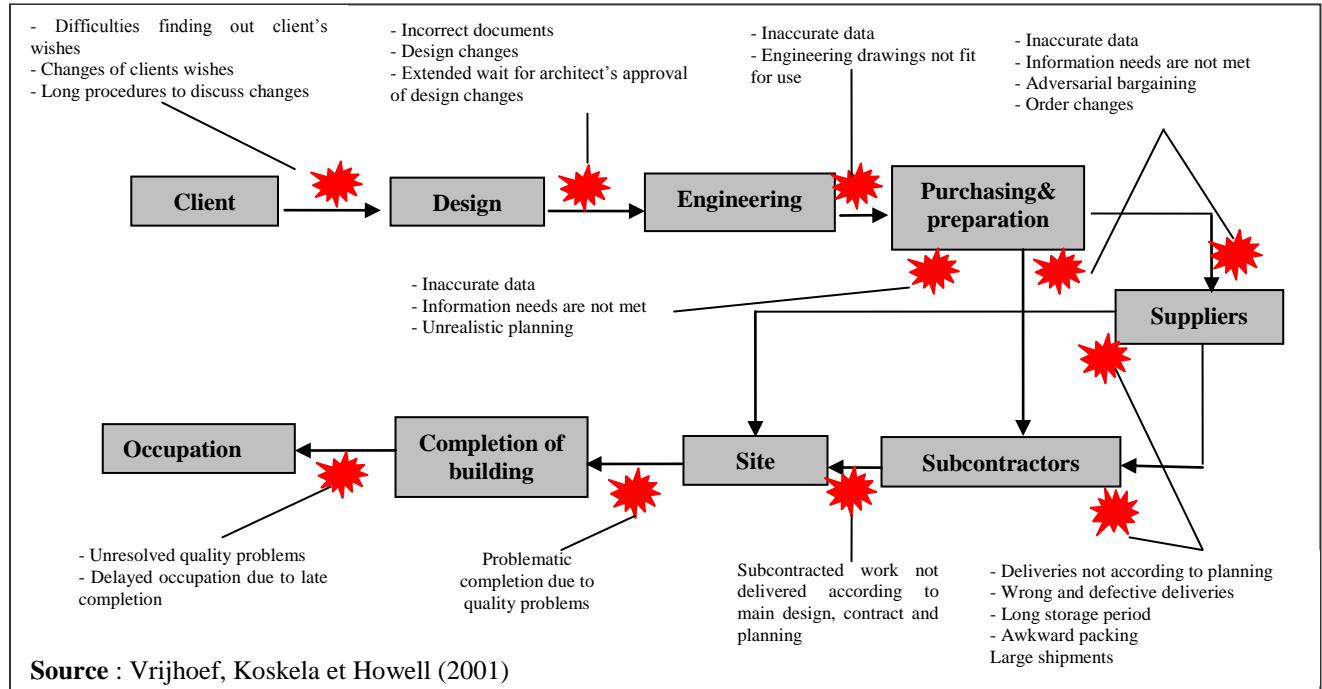 - Difficulties finding out client’s
wishes
- Changes of clients wishes
- Long procedures to discuss changes
- Incorrect documents
- Design changes
- Extended wait for architect’s approval
of design changes
- Inaccurate data
- Engineering drawings not fit
for use
- Inaccurate data
- Information needs are not met
- Adversarial bargaining
- Order changes
Client
Design
Engineering
Purchasing&
preparation
- Inaccurate data
- Information needs are not met
- Unrealistic planning
Suppliers
Occupation
Completion of
building
Site
Subcontractors
- Unresolved quality problems
- Delayed occupation due to late
completion
Problematic
completion due to
quality problems
Subcontracted work not
delivered according to
main design, contract and
planning
- Deliveries not according to planning
- Wrong and defective deliveries
- Long storage period
- Awkward packing
Large shipments
Source : Vrijhoef, Koskela et Howell (2001)